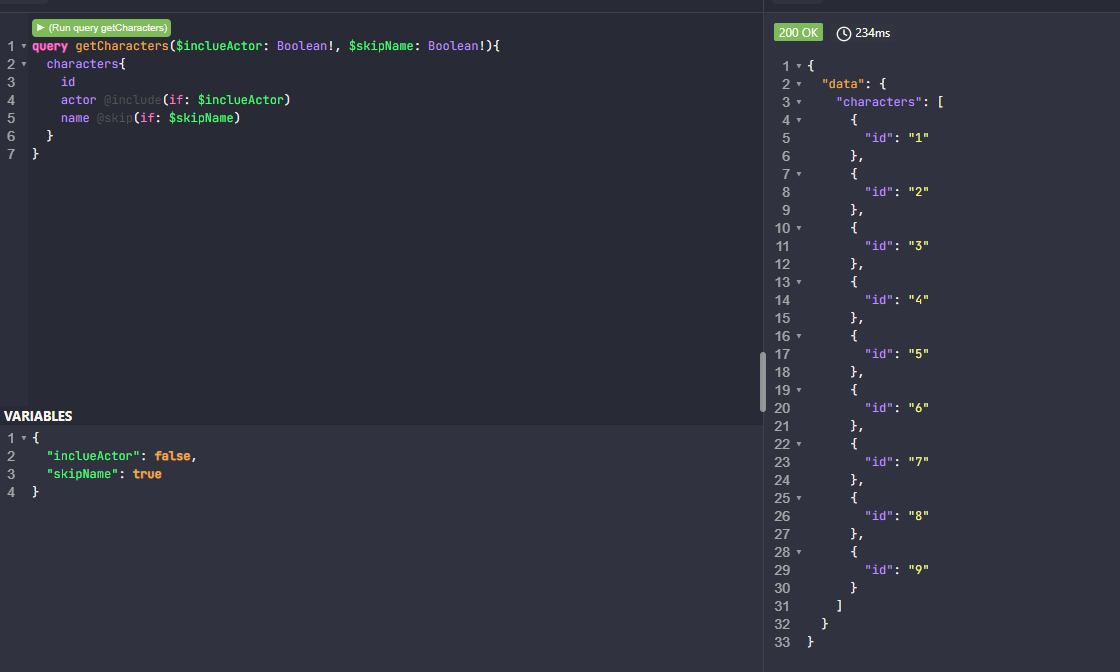 (Run query getCharacters)
1 query getCharacters($inclueActor: Boolean!, $skipName: Boolean!){
2 characters{
3 id
4 actor @include(if: $inclueActor)
5 name @skip(if: $skipName)
6 }
7 }
VARIABLES
1 {
2 "inclueActor": false,
3 "skipName": true
4 }
200 OK 234ms
1 {
2 "data": {
3 "characters": [
4 {
5 "id": "1"
6 },
7 {
8 "id": "2"
9 },
10 {
11 "id": "3"
12 },
13 {
14 "id": "4"
15 },
16 {
17 "id": "5"
18 },
19 {
20 "id": "6"
21 },
22 {
23 "id": "7"
24 },
25 {
26 "id": "8"
27 },
28 {
29 "id": "9"
30 }
31 ]
32 }
33 }